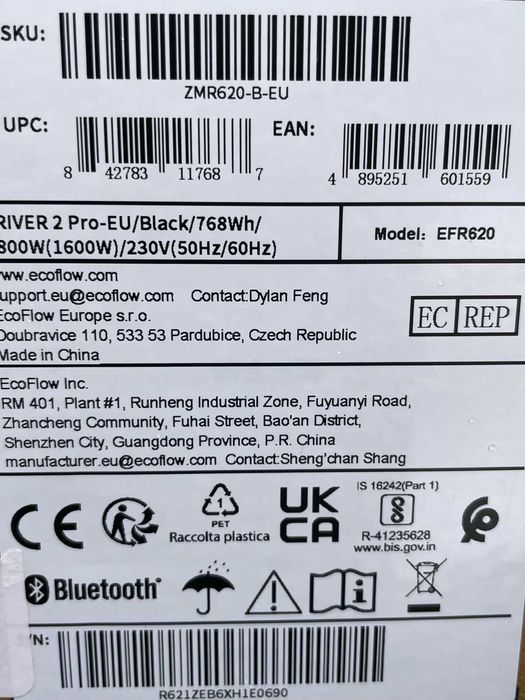 SKU:
ZMR620-B-EU
UPC:
8 42783 11768 7
EAN:
4 895251 601559
RIVER 2 Pro-EU/Black/768Wh/
800W(1600W)/230V(50Hz/60Hz)
Model: EFR620
www.ecoflow.com
support.eu@ecoflow.com Contact:Dylan Feng
EcoFlow Europe s.r.o.
Doubravice 110, 533 53 Pardubice, Czech Republic
Made in China
EC REP
EcoFlow Inc.
RM 401, Plant #1, Runheng Industrial Zone, Fuyuanyi Road,
Zhancheng Community, Fuhai Street, Bao'an District,
Shenzhen City, Guangdong Province, P.R. China
manufacturer.eu@ecoflow.com Contact:Sheng'chan Shang
CE
1
PET
Raccolta plastica
UK
CA
IS 16242(Part 1)
R-41235628
www.bis.gov.in
Bluetooth
i
/N:
R621ZEB6XH1E0690